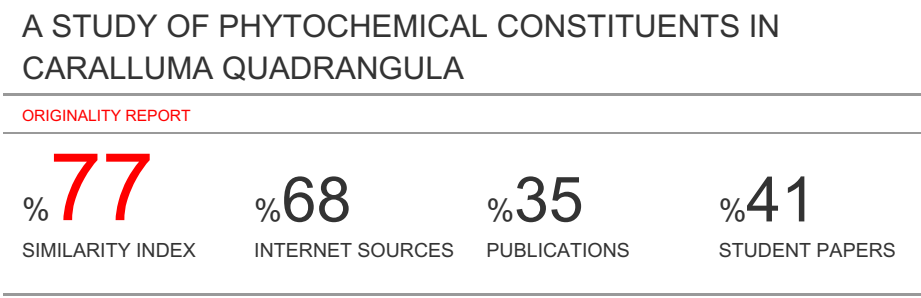 A STUDY OF PHYTOCHEMICAL CONSTITUENTS IN
CARALLUMA QUADRANGULA
ORIGINALITY REPORT
%77 %68 %35 %41
SIMILARITY INDEX INTERNET SOURCES PUBLICATIONS STUDENT PAPERS